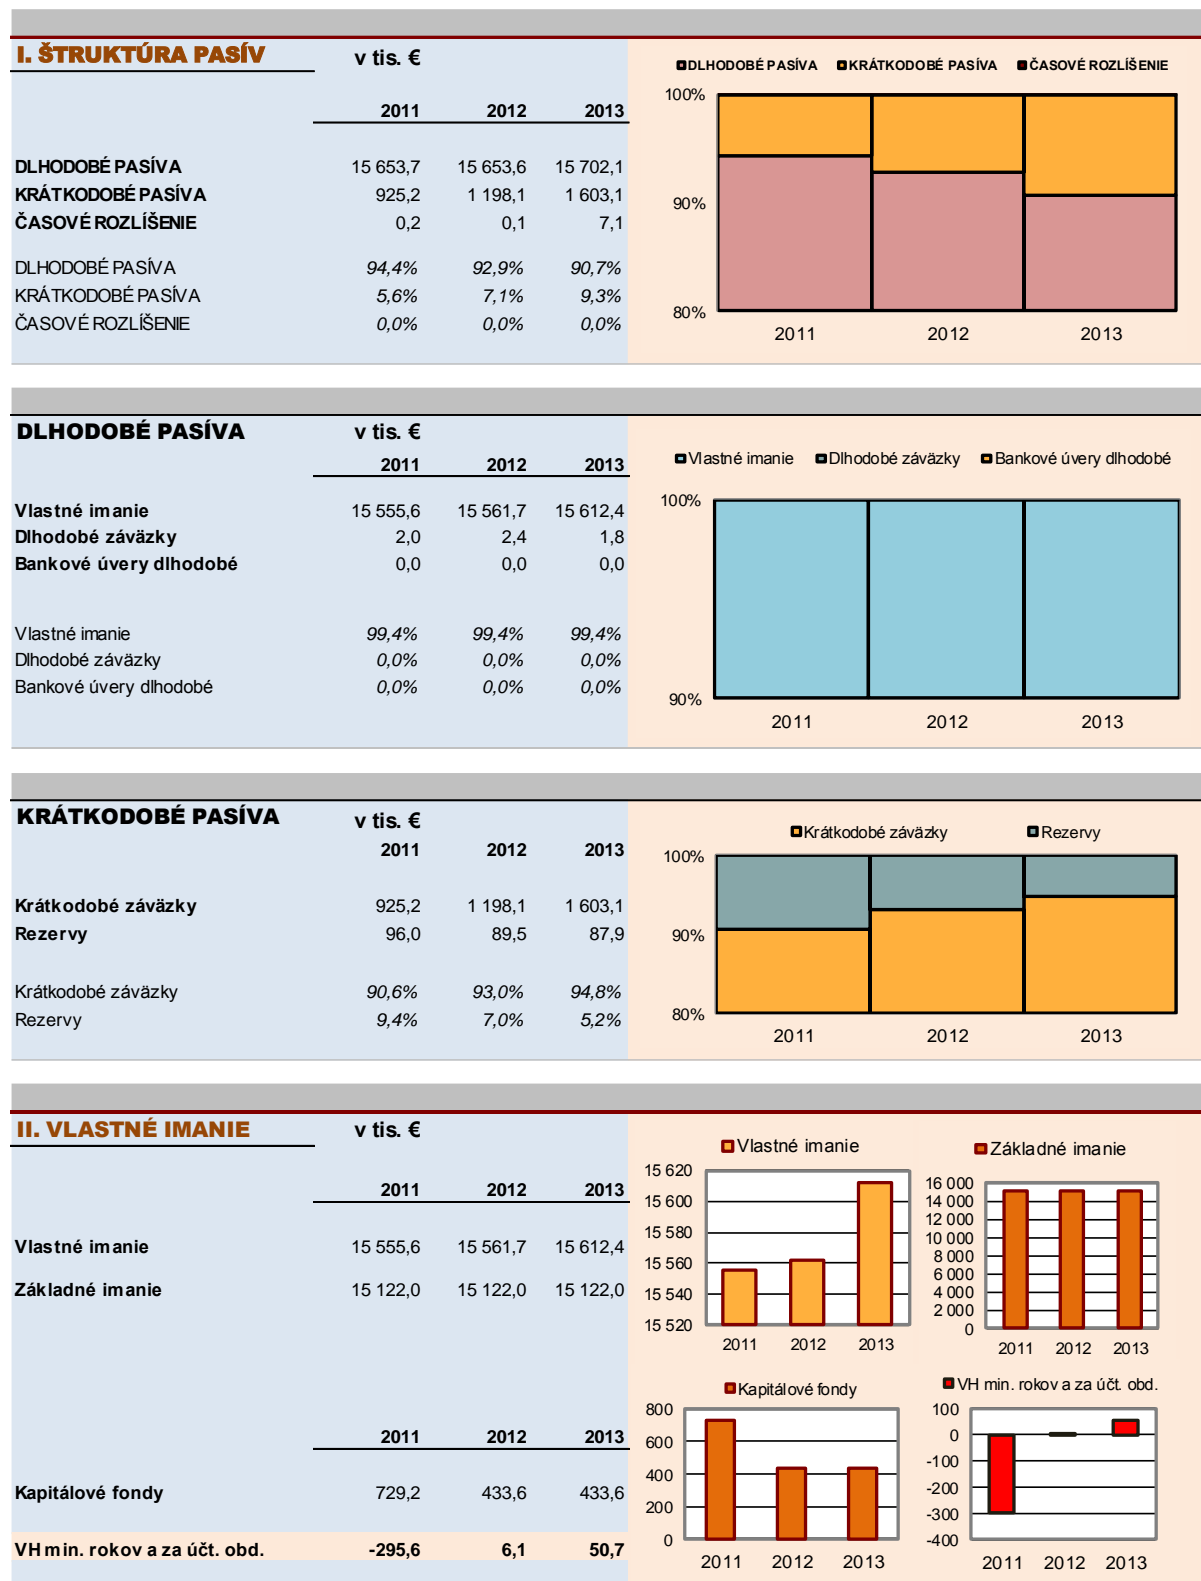 I. ŠTRUKTÚRA PASÍV v tis. €
2011 2012 2013
DLHODOBÉ PASÍVA 15 653,7 15 653,6 15 702,1
KRÁTKODOBÉ PASÍVA 925,2 1 198,1 1 603,1
ČASOVÉ ROZLÍŠENIE 0,2 0,1 7,1
DLHODOBÉ PASÍVA 94,4% 92,9% 90,7%
KRÁTKODOBÉ PASÍVA 5,6% 7,1% 9,3%
ČASOVÉ ROZLÍŠENIE 0,0% 0,0% 0,0%
DLHODOBÉ PASÍVA KRÁTKODOBÉ PASÍVA ČASOVÉ ROZLÍŠENIE
100%
90%
80%
2011 2012 2013
DLHODOBÉ PASÍVA v tis. €
2011 2012 2013
Vlastné imanie 15 555,6 15 561,7 15 612,4
Dlhodobé záväzky 2,0 2,4 1,8
Bankové úvery dlhodobé 0,0 0,0 0,0
Vlastné imanie 99,4% 99,4% 99,4%
Dlhodobé záväzky 0,0% 0,0% 0,0%
Bankové úvery dlhodobé 0,0% 0,0% 0,0%
Vlastné imanie Dlhodobé záväzky Bankové úvery dlhodobé
100%
90%
2011 2012 2013
KRÁTKODOBÉ PASÍVA v tis. €
2011 2012 2013
Krátkodobé záväzky 925,2 1 198,1 1 603,1
Rezervy 96,0 89,5 87,9
Krátkodobé záväzky 90,6% 93,0% 94,8%
Rezervy 9,4% 7,0% 5,2%
Krátkodobé záväzky Rezervy
100%
90%
80%
2011 2012 2013
II. VLASTNÉ IMANIE v tis. €
2011 2012 2013
Vlastné imanie 15 555,6 15 561,7 15 612,4
Základné imanie 15 122,0 15 122,0 15 122,0
Vlastné imanie
15 620
15 600
15 580
15 560
15 540
15 520
2011 2012 2013
Základné imanie
16 000
14 000
12 000
10 000
8 000
6 000
4 000
2 000
0
2011 2012 2013
2011 2012 2013
Kapitálové fondy 729,2 433,6 433,6
VH min. rokov a za účt. obd. -295,6 6,1 50,7
Kapitálové fondy
800
600
400
200
0
2011 2012 2013
VH min. rokov a za účt. obd.
100
0
-100
-200
-300
-400
2011 2012 2013